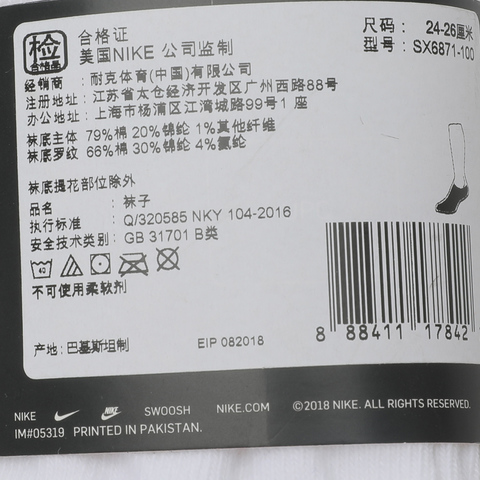 检
合格品
合格证
美国NIKE 公司监制
尺码： 24-26厘米
型号： SX6871-100
经销商 ： 耐克体育(中国)有限公司
注册地址： 江苏省太仓经济开发区广州西路88号
办公地址： 上海市杨浦区江湾城路99号1 座
袜底主体 79%棉 20%锦纶 1%其他纤维
袜底罗纹 66%棉 30%锦纶 4%氨纶
袜底提花部位除外
品名 ： 袜子
执行标准 ： Q/320585 NKY 104-2016
安全技术类别： GB 31701 B类
40
不可使用柔软剂
产地: 巴基斯坦制
EIP 082018
8 88411 17842
NIKE SWOOSH NIKE.COM ©2018 NIKE. ALL RIGHTS RESERVED.
IM#05319 PRINTED IN PAKISTAN.